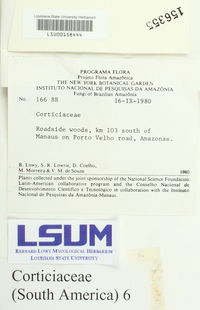 Louisiana State University Herbarium
LSU00158444
156355
PROGRAMA FLORA
Projeto Flora Amazônica
THE NEW YORK BOTANICAL GARDEN
INSTITUTO NACIONAL DE PESQUISAS DA AMAZÔNIA
Fungi of Brazilian Amazônia
No. 166 BR 16-IX-1980
Corticiaceae
Roadside woods, km 103 south of
Manaus on Porto Velho road, Amazonas.
B. Lowy, S. R. Lowrie, D. Coelho,
M. Moreira & V. M. de Souza 1980
Plants collected under the joint sponsorship of the National Science Foundation
Latin-American collaborative program and the Conselho Nacional de
Desenvolvimento Científico e Tecnológico in collaboration with the Instituto
Nacional de Pesquisas da Amazônia-Manaus.
LSUM
BERNARD LOWY MYCOLOGICAL HERBARIUM
LOUISIANA STATE UNIVERSITY
Corticiaceae
(South America) 6